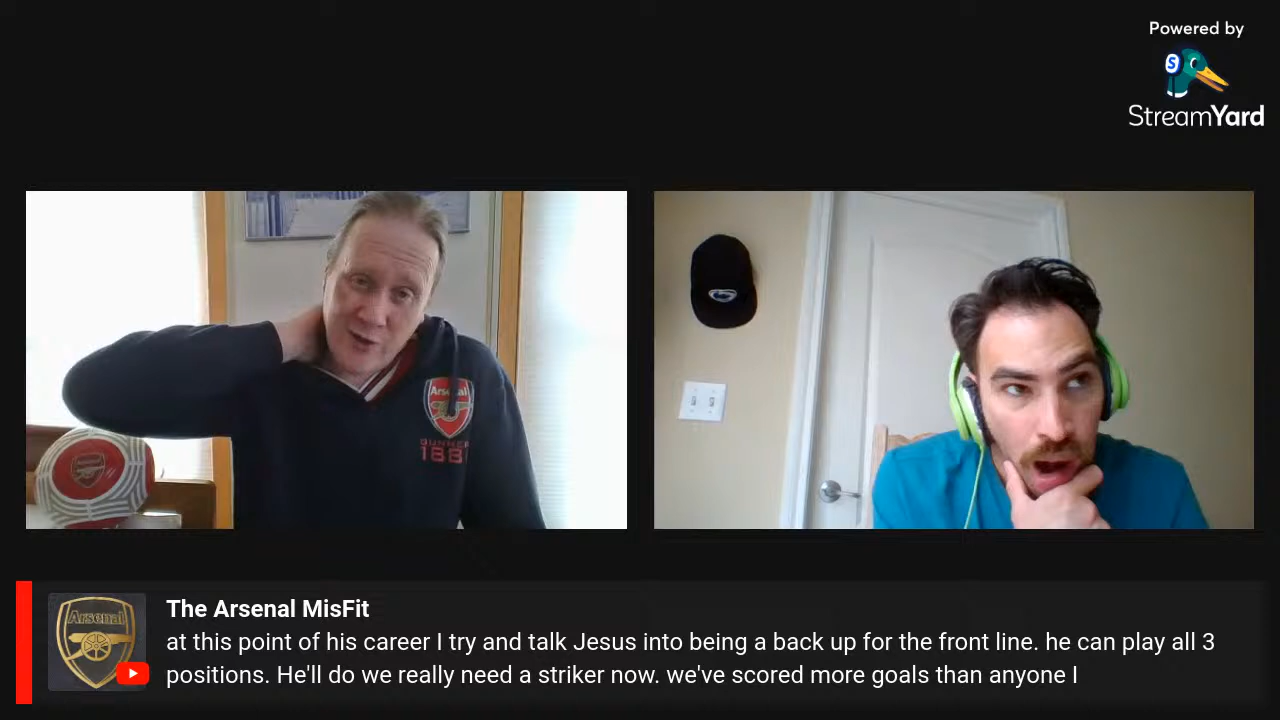 Powered by
S
StreamYard
Arsenal
188
The Arsenal MisFit
Arsenal
at this point of his career I try and talk Jesus into being a back up for the front line. he can play all 3
positions. He'll do we really need a striker now. we've scored more goals than anyone I